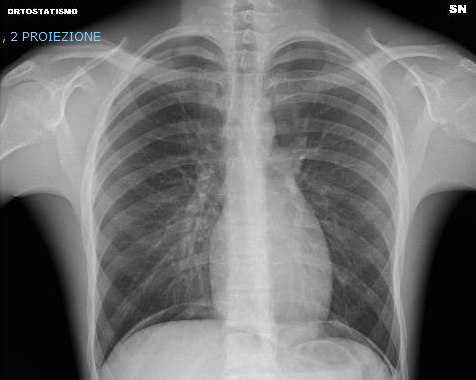 ORTOSTATISMO
SN
, 2 PROIEZIONE